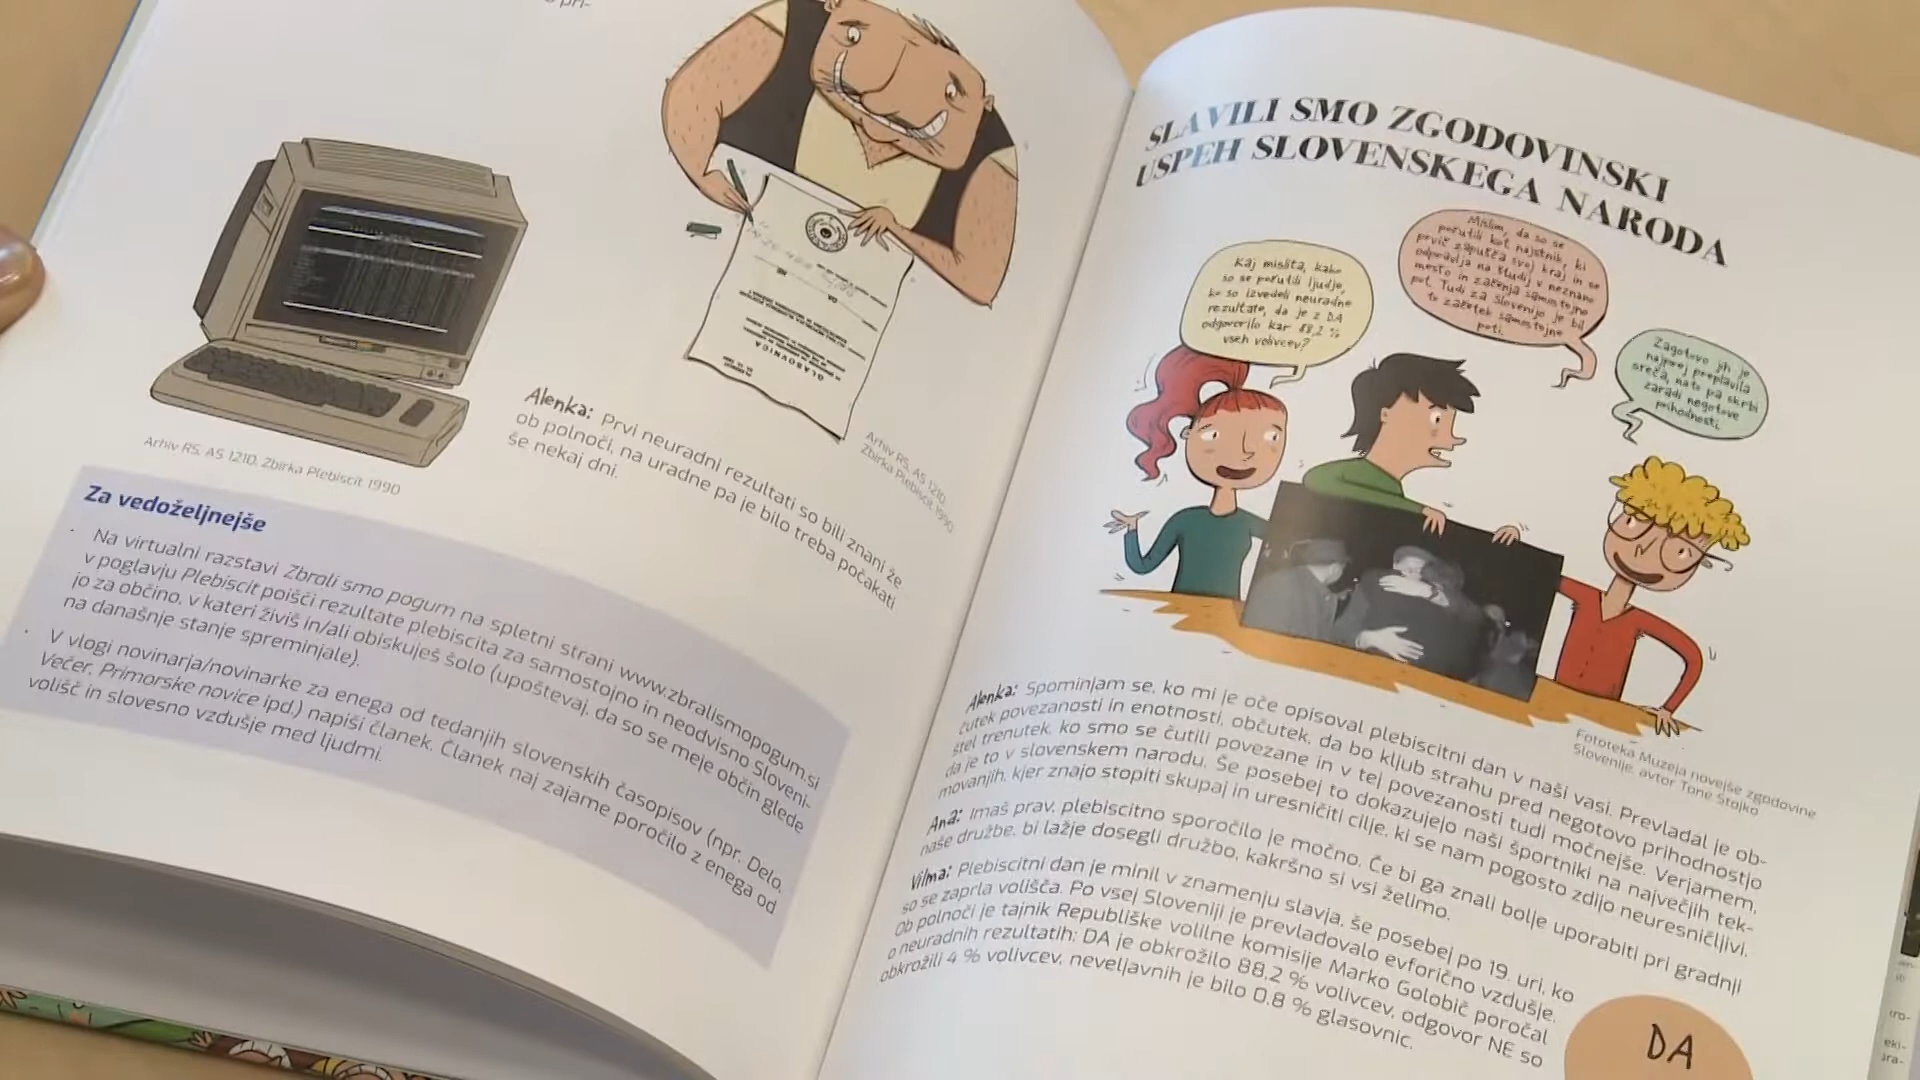 Arhiv RS, AS 1210, Zbirka Plebiscit 1990
GLASOVNICA
DA
NE
Arhiv RS, AS 1210,
Zbirka Plebiscit 1990
Alenka: Prvi neuradni rezultati so bili znani že
ob polnoči, na uradne pa je bilo treba počakati
še nekaj dni.
Za vedoželjnejše
Na virtualni razstavi Zbrali smo pogum na spletni strani www.zbralismopogum.si
v poglavju Plebiscit poišči rezultate plebiscita za samostojno in neodvisno Sloveni-
jo za občino, v kateri živiš in/ali obiskuješ šolo (upoštevaj, da so se meje občin glede
na današnje stanje spreminjale).
V vlogi novinarja/novinarke za enega od tedanjih slovenskih časopisov (npr. Delo,
Večer, Primorske novice ipd.) napiši članek. Članek naj zajame poročilo z enega od
volišč in slovesno vzdušje med ljudmi.
SLAVILI SMO ZGODOVINSKI
USPEH SLOVENSKEGA NARODA
Kaj mislita, kako
so se počutili ljudje,
ko so izvedeli neuradne
rezultate, da je z DA
odgovorilo kar 88,2 %
vseh volivcev?
Mislim, da so se
počutili kot najstnik, ki
prvič zapušča svoj kraj in se
odpravlja na študij v neznano
mesto in začenja samostojno
pot. Tudi za Slovenijo je bil
to začetek samostojne
poti.
Zagotovo jih je
najprej preplavila
sreča, nato pa skrbi
zaradi negotove
prihodnosti.
Fototeka Muzeja novejše zgodovine
Slovenije, avtor Tone Stojko
Alenka: Spominjam se, ko mi je oče opisoval plebiscitni dan v naši vasi. Prevladal je ob-
čutek povezanosti in enotnosti, občutek, da bo kljub strahu pred negotovo prihodnostjo
štel trenutek, ko smo se čutili povezane in v tej povezanosti tudi močnejše. Verjamem,
da je to v slovenskem narodu. Še posebej to dokazujejo naši športniki na največjih tek-
movanjih, kjer znajo stopiti skupaj in uresničiti cilje, ki se nam pogosto zdijo neuresničljivi.
Ana: Imaš prav, plebiscitno sporočilo je močno. Če bi ga znali bolje uporabiti pri gradnji
naše družbe, bi lažje dosegli družbo, kakršno si vsi želimo.
Vilma: Plebiscitni dan je minil v znamenju slavja, še posebej po 19. uri, ko
so se zaprla volišča. Po vsej Sloveniji je prevladovalo evforično vzdušje.
Ob polnoči je tajnik Republiške volilne komisije Marko Golobič poročal
o neuradnih rezultatih: DA je obkrožilo 88,2 % volivcev, odgovor NE so
obkrožili 4 % volivcev, neveljavnih je bilo 0,8 % glasovnic.
DA